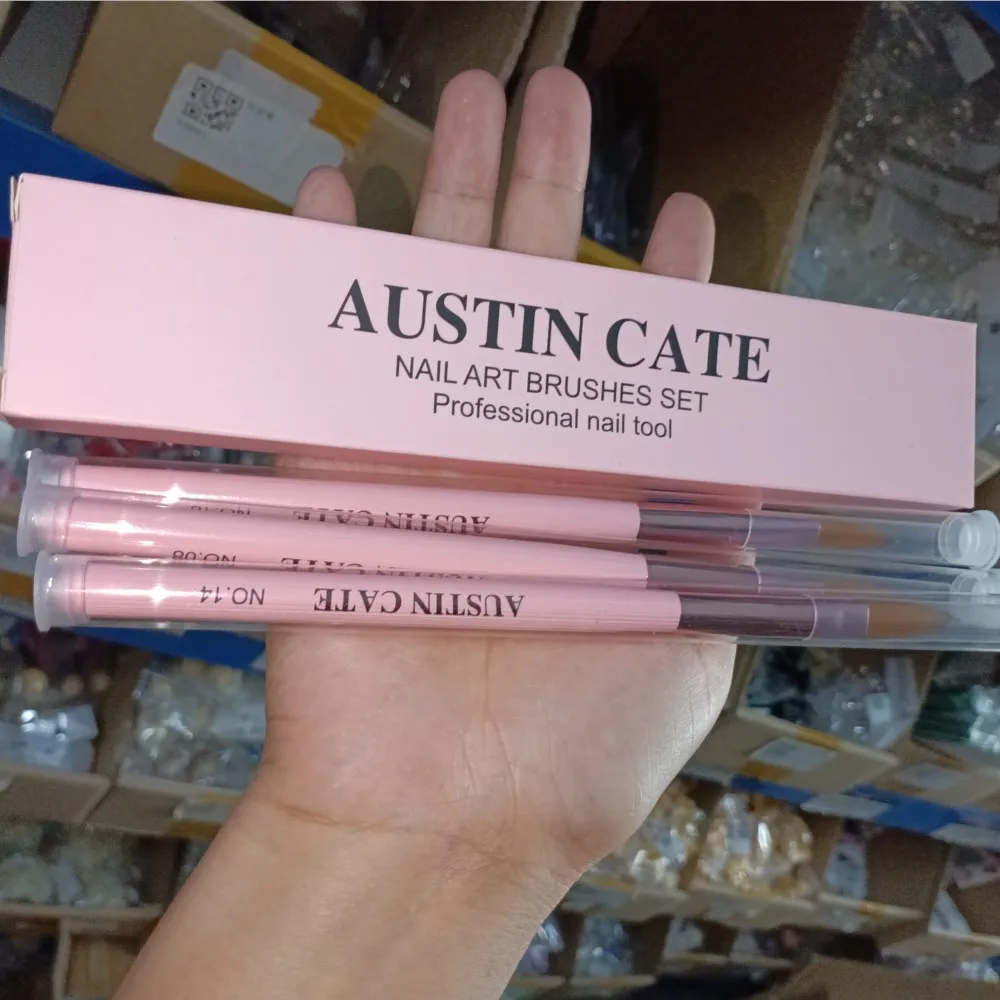 AUSTIN CATE
NAIL ART BRUSHES SET
Professional nail tool
AUSTIN CATE
AUSTIN CATE NO.08
AUSTIN CATE NO.14